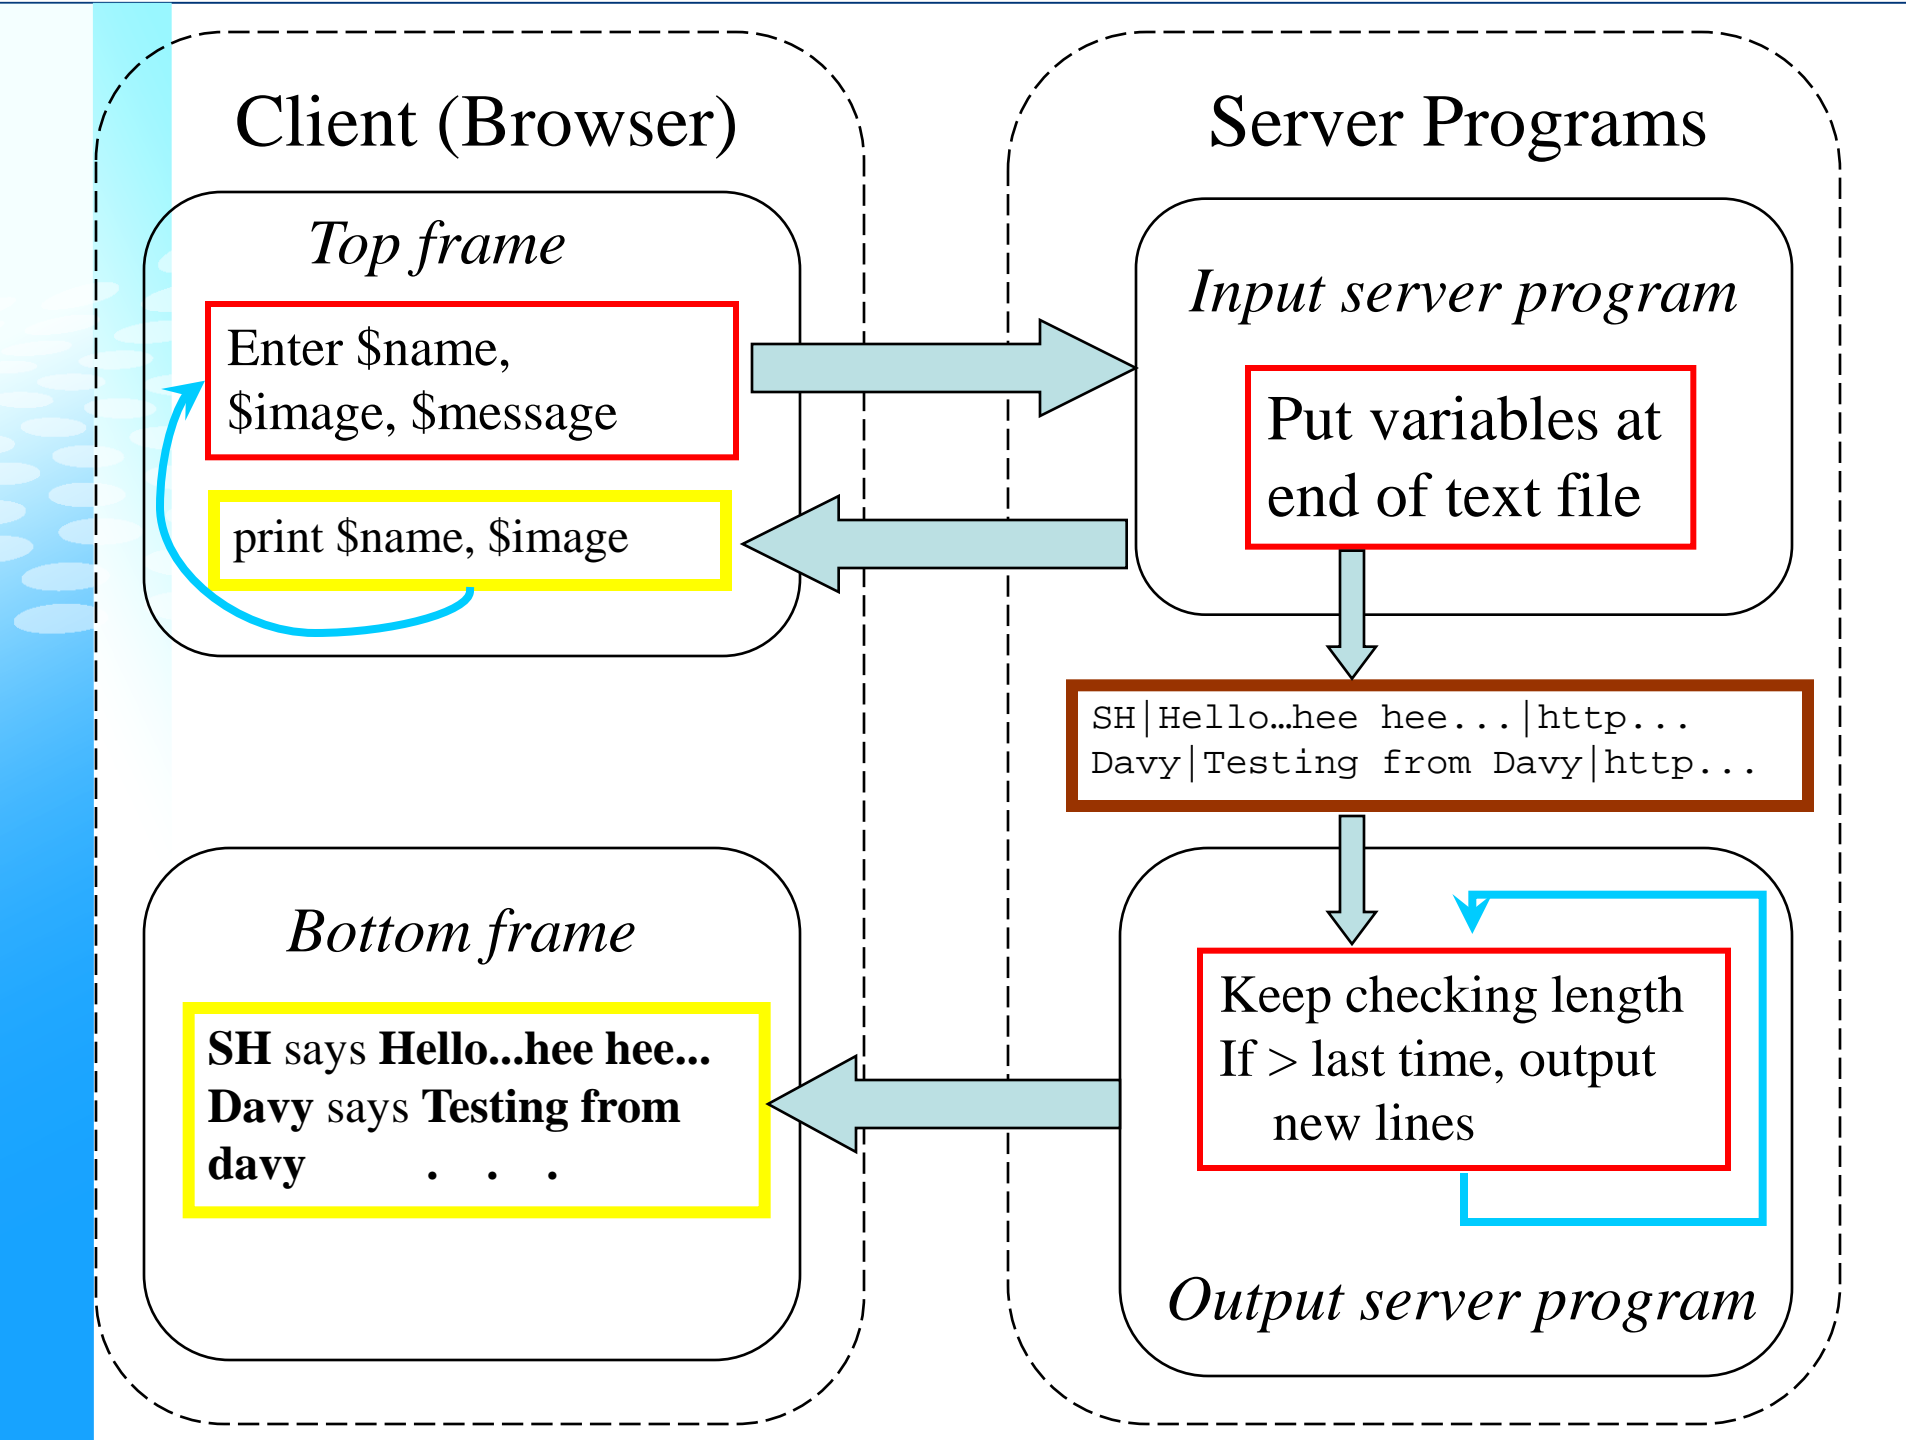 Client (Browser)
Top frame
Enter $name,
$image, $message
print $name, $image
Bottom frame
SH says Hello...hee hee...
Davy says Testing from
davy . . .
Server Programs
Input server program
Put variables at
end of text file
SH|Hello…hee hee...|http...
Davy|Testing from Davy|http...
Keep checking length
If > last time, output
new lines
Output server program